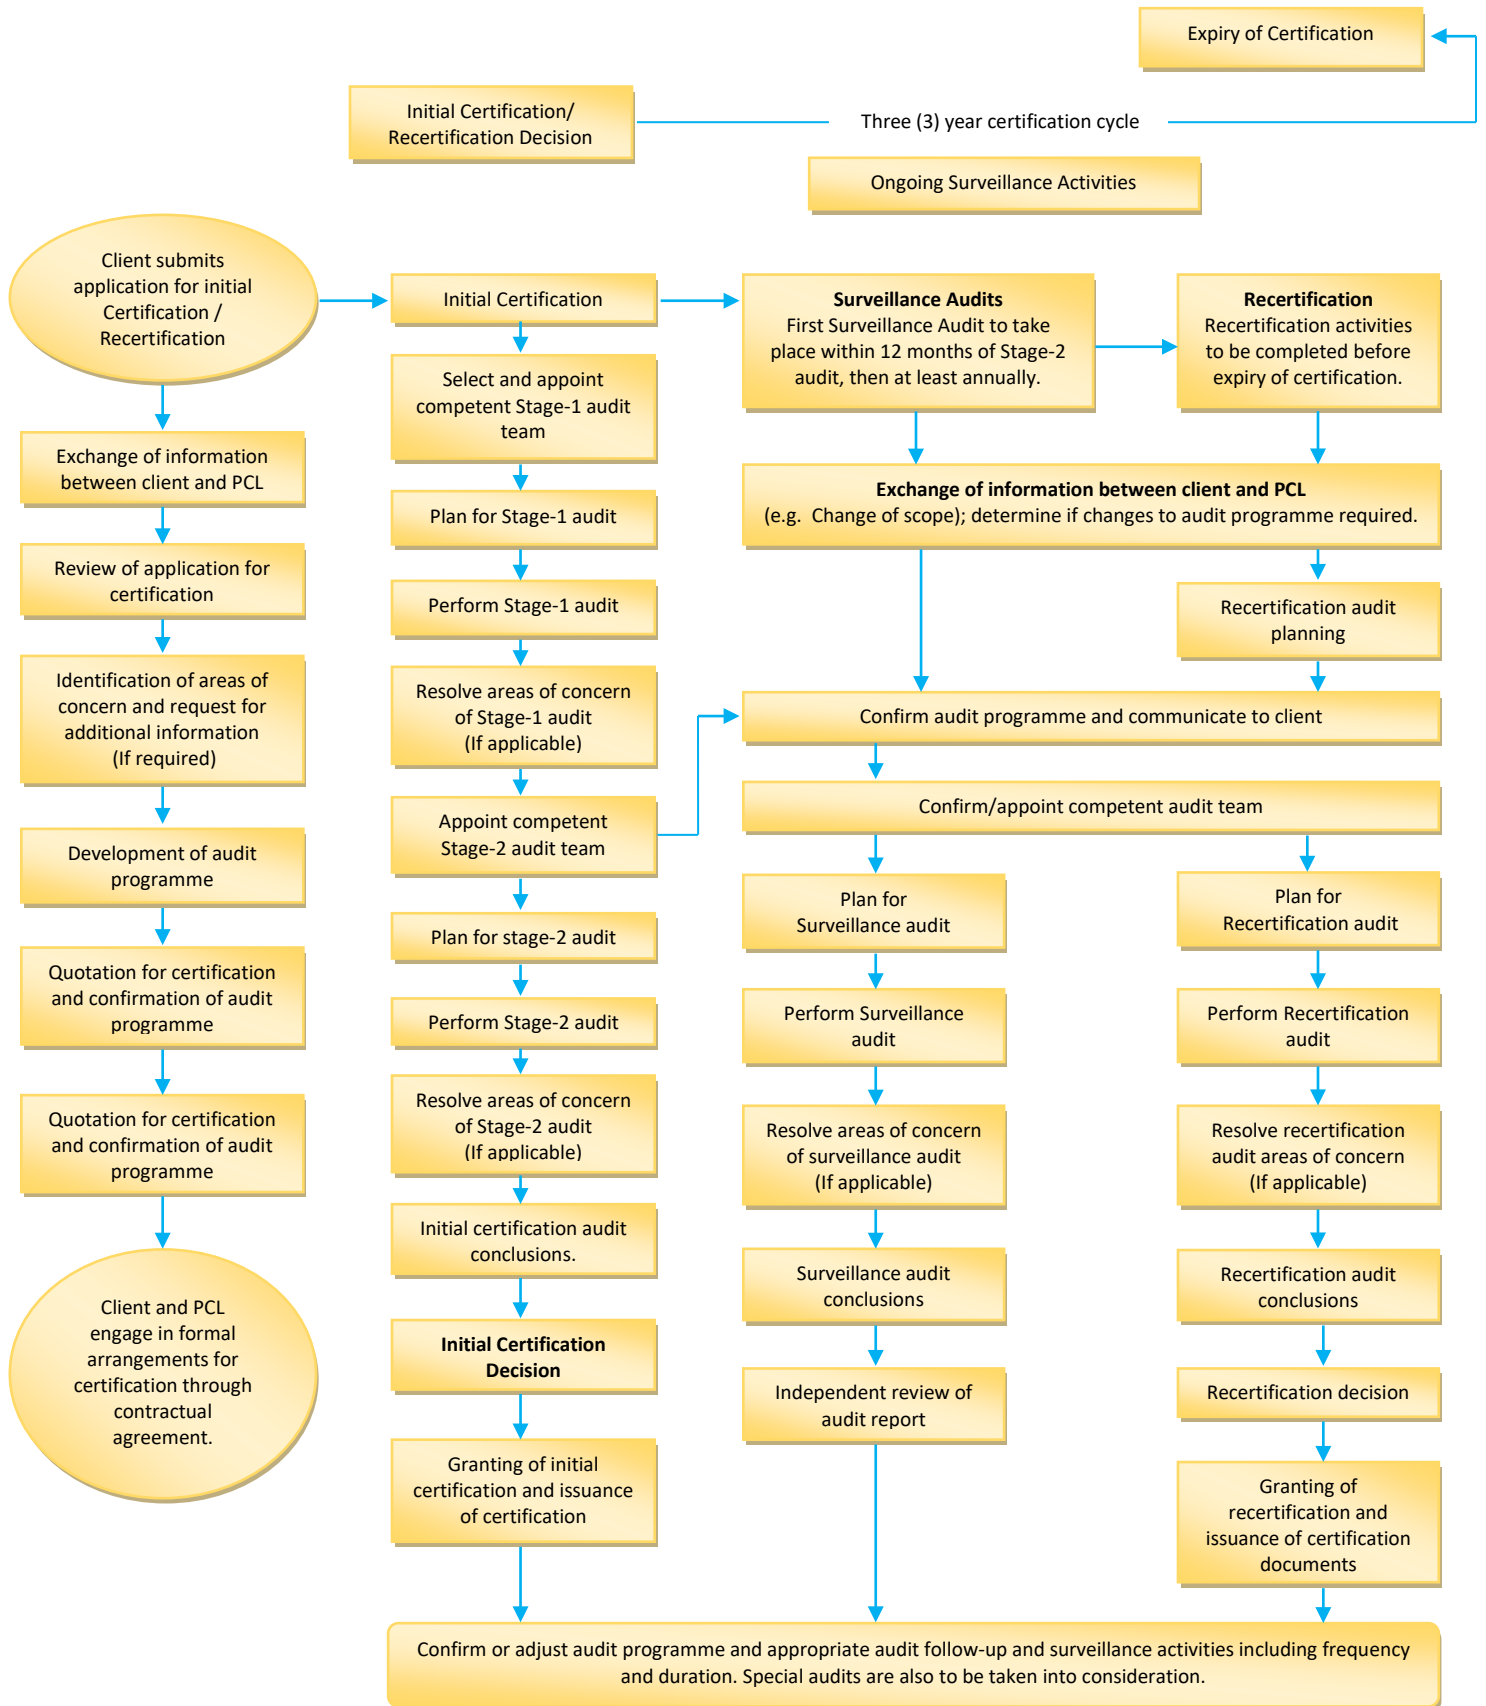 Expiry of Certification
Initial Certification/
Recertification Decision
Three (3) year certification cycle
Ongoing Surveillance Activities
Client submits
application for initial
Certification /
Recertification
Exchange of information
between client and PCL
Review of application for
certification
Identification of areas of
concern and request for
additional information
(If required)
Development of audit
programme
Quotation for certification
and confirmation of audit
programme
Quotation for certification
and confirmation of audit
programme
Client and PCL
engage in formal
arrangements for
certification through
contractual
agreement.
Initial Certification
Select and appoint
competent Stage-1 audit
team
Plan for Stage-1 audit
Perform Stage-1 audit
Resolve areas of concern
of Stage-1 audit
(If applicable)
Appoint competent
Stage-2 audit team
Plan for stage-2 audit
Perform Stage-2 audit
Resolve areas of concern
of Stage-2 audit
(If applicable)
Initial certification audit
conclusions.
Initial Certification
Decision
Granting of initial
certification and issuance
of certification
Surveillance Audits
First Surveillance Audit to take
place within 12 months of Stage-2
audit, then at least annually.
Recertification
Recertification activities
to be completed before
expiry of certification.
Exchange of information between client and PCL
(e.g. Change of scope); determine if changes to audit programme required.
Recertification audit
planning
Confirm audit programme and communicate to client
Confirm/appoint competent audit team
Plan for
Surveillance audit
Perform Surveillance
audit
Resolve areas of concern
of surveillance audit
(If applicable)
Surveillance audit
conclusions
Independent review of
audit report
Plan for
Recertification audit
Perform Recertification
audit
Resolve recertification
audit areas of concern
(If applicable)
Recertification audit
conclusions
Recertification decision
Granting of
recertification and
issuance of certification
documents
Confirm or adjust audit programme and appropriate audit follow-up and surveillance activities including frequency
and duration. Special audits are also to be taken into consideration.